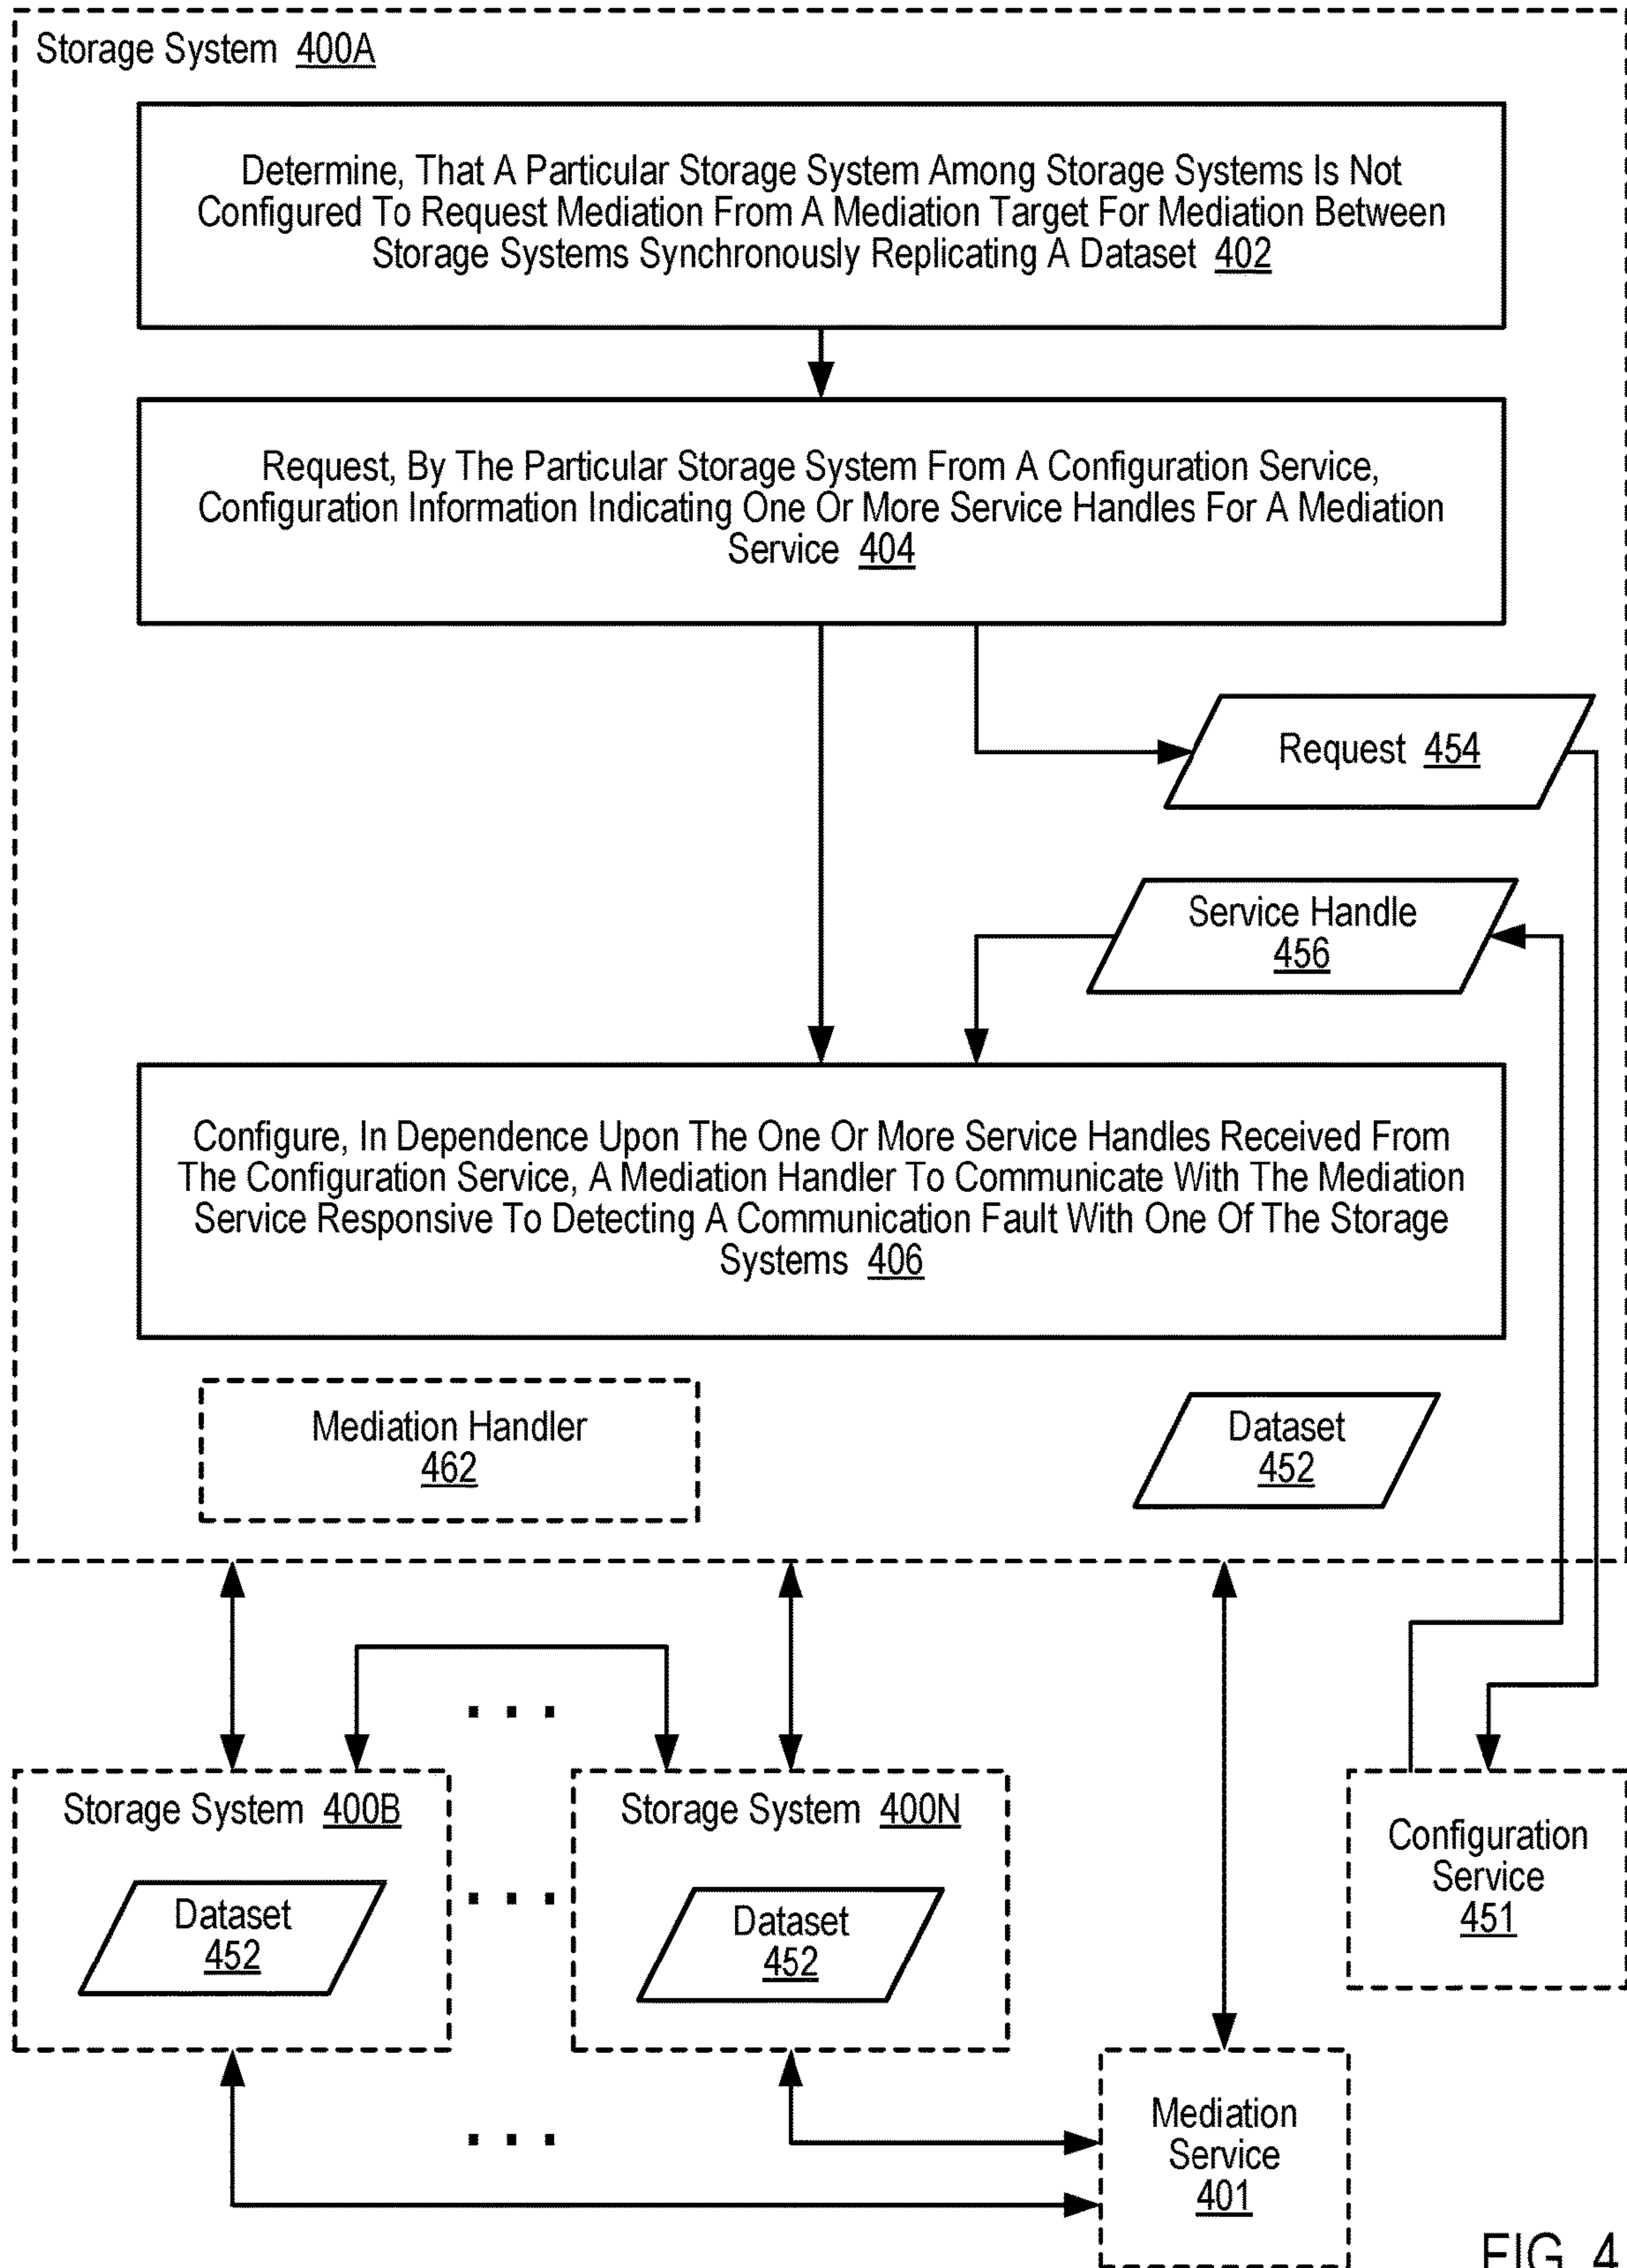 Storage System 400A
Determine, That A Particular Storage System Among Storage Systems Is Not
Configured To Request Mediation From A Mediation Target For Mediation Between
Storage Systems Synchronously Replicating A Dataset 402
Request, By The Particular Storage System From A Configuration Service,
Configuration Information Indicating One Or More Service Handles For A Mediation
Service 404
Request 454
Service Handle
456
Configure, In Dependence Upon The One Or More Service Handles Received From
The Configuration Service, A Mediation Handler To Communicate With The Mediation
Service Responsive To Detecting A Communication Fault With One Of The Storage
Systems 406
Mediation Handler
462
Dataset
452
Storage System 400B
Dataset
452
Storage System 400N
Dataset
452
Configuration
Service
451
Mediation
Service
401
FIG. 4